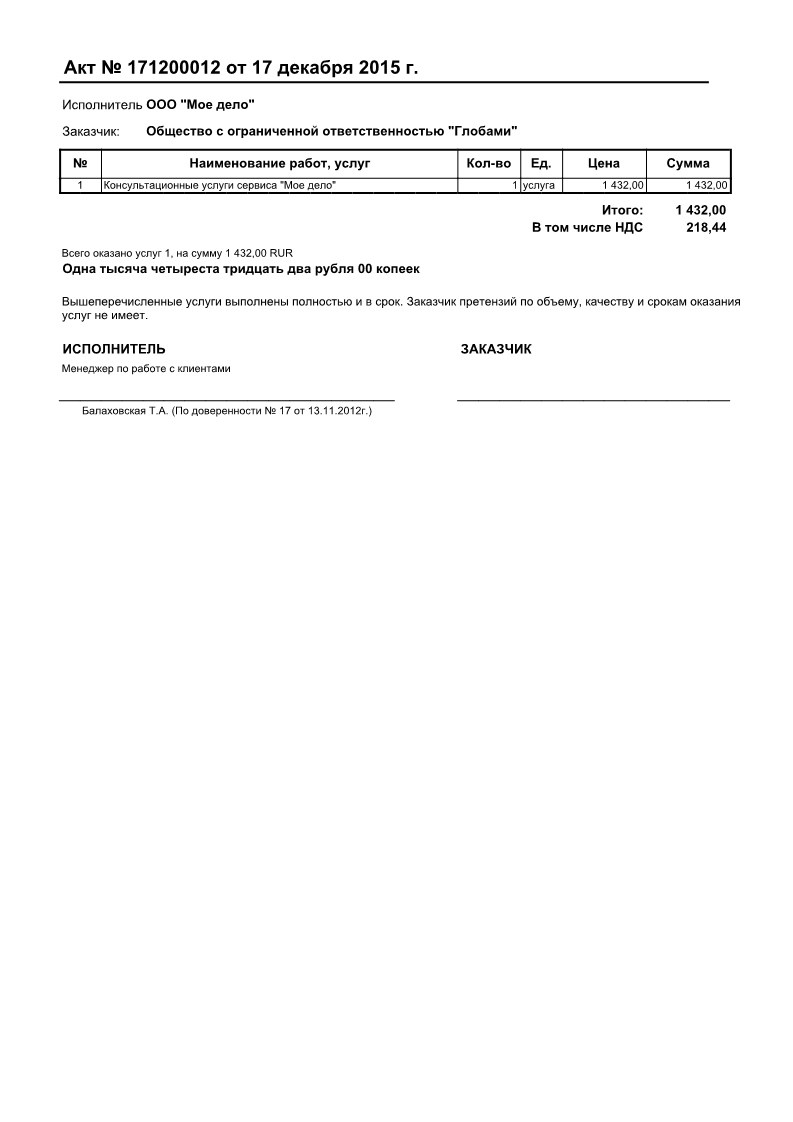 Акт № 171200012 от 17 декабря 2015 г.
Исполнитель ООО "Мое дело"
Заказчик: Общество с ограниченной ответственностью "Глобами"
№ Наименование работ, услуг Кол-во Ед. Цена Сумма
1 Консультационные услуги сервиса "Мое дело" 1 услуга 1 432,00 1 432,00
Итого: 1 432,00
В том числе НДС 218,44
Всего оказано услуг 1, на сумму 1 432,00 RUR
Одна тысяча четыреста тридцать два рубля 00 копеек
Вышеперечисленные услуги выполнены полностью и в срок. Заказчик претензий по объему, качеству и срокам оказания
услуг не имеет.
ИСПОЛНИТЕЛЬ ЗАКАЗЧИК
Менеджер по работе с клиентами
Балаховская Т.А. (По доверенности № 17 от 13.11.2012г.)